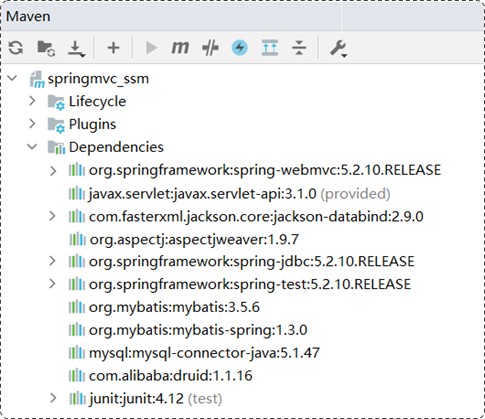 Maven
springmvc_ssm
Lifecycle
Plugins
Dependencies
org.springframework:spring-webmvc:5.2.10.RELEASE
javax.servlet:javax.servlet-api:3.1.0 (provided)
com.fasterxml.jackson.core:jackson-databind:2.9.0
org.aspectj:aspectjweaver:1.9.7
org.springframework:spring-jdbc:5.2.10.RELEASE
org.springframework:spring-test:5.2.10.RELEASE
org.mybatis:mybatis:3.5.6
org.mybatis:mybatis-spring:1.3.0
mysql:mysql-connector-java:5.1.47
com.alibaba:druid:1.1.16
junit:junit:4.12 (test)